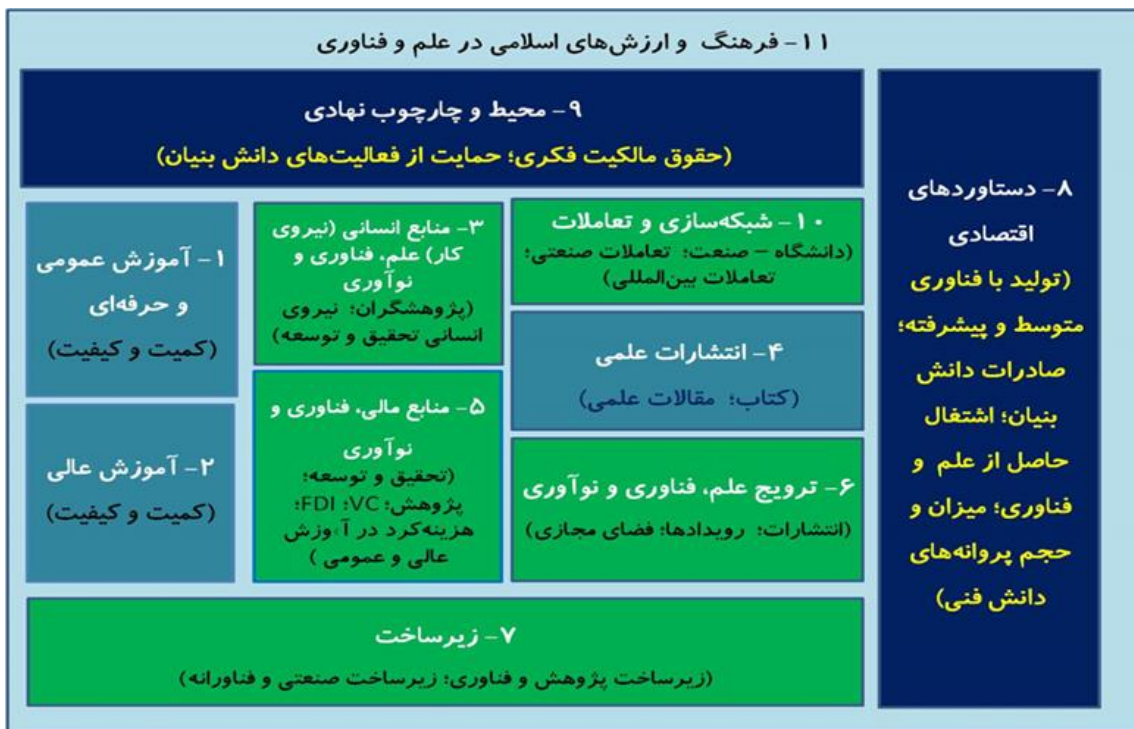 ۱۱- فرهنگ و ارزش‌های اسلامی در علم و فناوری
۹- محیط و چارچوب نهادی
(حقوق مالکیت فکری؛ حمایت از فعالیت‌های دانش بنیان)
۸- دستاوردهای
اقتصادی
(تولید با فناوری
متوسط و پیشرفته؛
صادرات دانش
بنیان؛ اشتغال
حاصل از علم و
فناوری؛ میزان و
حجم پروانه‌های
دانش فنی)
۱۰- شبکه‌سازی و تعاملات
(دانشگاه – صنعت؛ تعاملات صنعتی؛
تعاملات بین‌المللی)
۳- منابع انسانی (نیروی
کار) علم، فناوری و
نوآوری
(پژوهشگران؛ نیروی
انسانی تحقیق و توسعه)
۱- آموزش عمومی
و حرفه‌ای
(کمیت و کیفیت)
۴- انتشارات علمی
(کتاب؛ مقالات علمی)
۵- منابع مالی، فناوری و
نوآوری
(تحقیق و توسعه؛
پژوهش؛ VC؛ FDI؛
هزینه‌کرد در آموزش
عالی و عمومی)
۲- آموزش عالی
(کمیت و کیفیت)
۶- ترویج علم، فناوری و نوآوری
(انتشارات؛ رویدادها؛ فضای مجازی)
۷- زیرساخت
(زیرساخت پژوهش و فناوری؛ زیرساخت صنعتی و فناورانه)